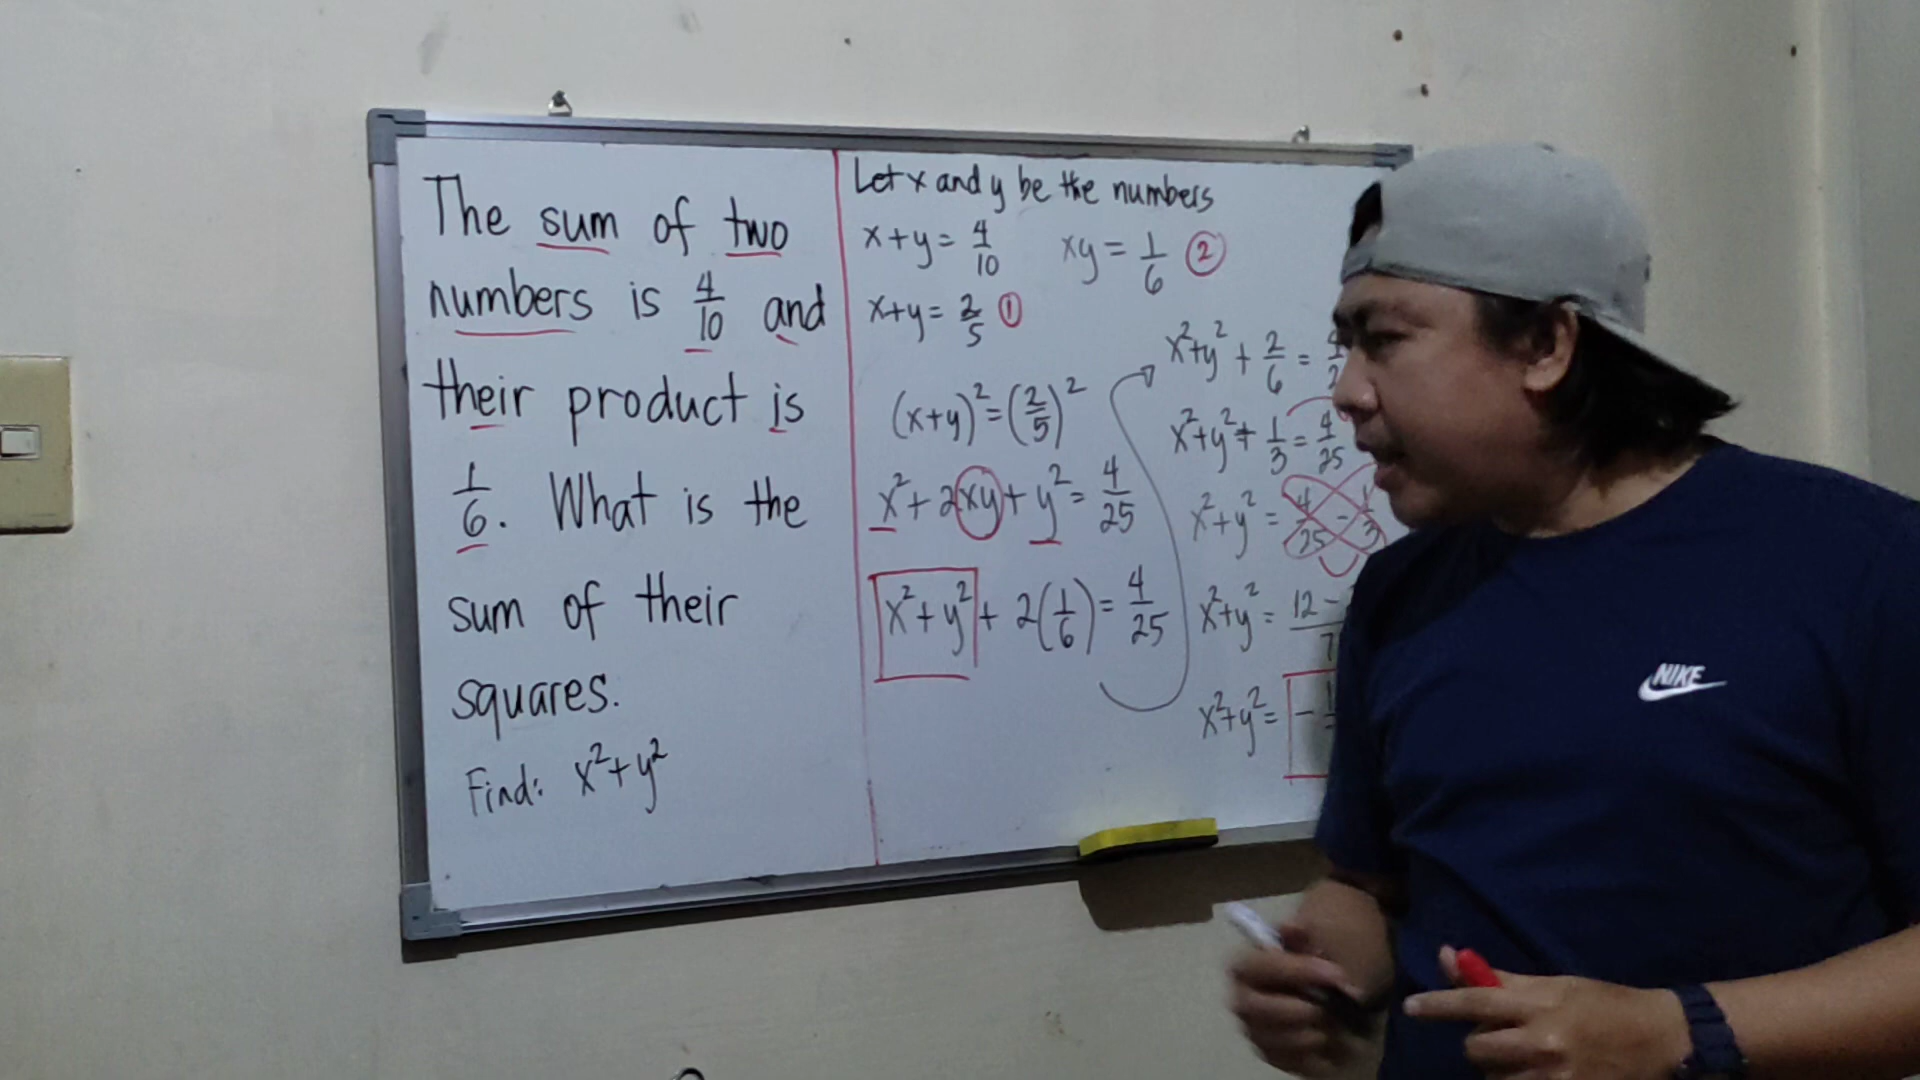 The sum of two
numbers is 4/10 and
their product is
1/6. What is the
sum of their
squares.
Find: x²+y²
Let x and y be the numbers
x+y= 4/10
xy= 1/6 ②
x+y= 2/5 ①
(x+y)²=(2/5)²
x²+2xy+y²= 4/25
x²+y²+2(1/6)= 4/25
x²+y²+ 2/6 =
x²+y²+ 1/3 = 4/25
x²+y²= 4/25 - 1/3
x²+y²= 12-
x²+y²= -
NIKE